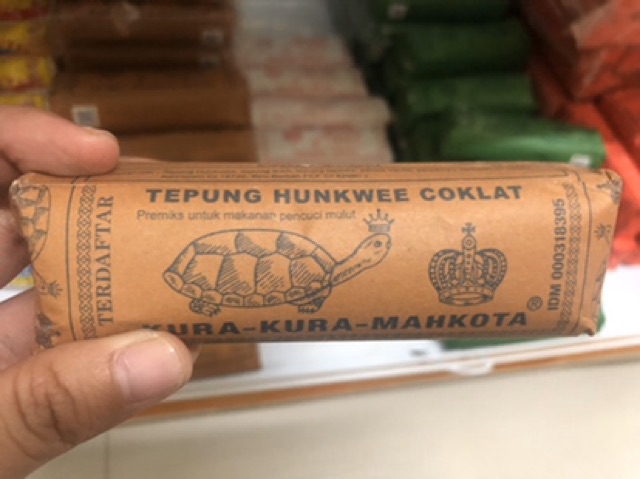 TEPUNG HUNKWEE COKLAT
Premiks untuk makanan pencuci mulut
TERDAFTAR
KURA-KURA-MAHKOTA®
IDM 000318395